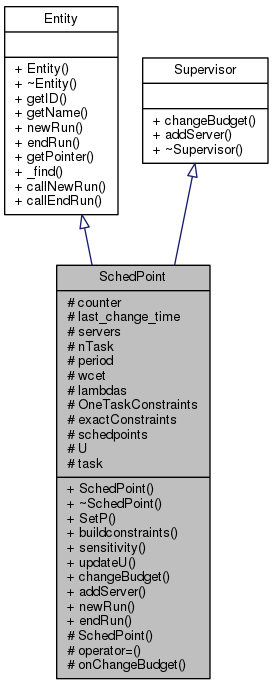 Entity
+ Entity()
+ ~Entity()
+ getID()
+ getName()
+ newRun()
+ endRun()
+ getPointer()
+ _find()
+ callNewRun()
+ callEndRun()
Supervisor
+ changeBudget()
+ addServer()
+ ~Supervisor()
SchedPoint
# counter
# last_change_time
# servers
# nTask
# period
# wcet
# lambdas
# OneTaskConstraints
# exactConstraints
# schedpoints
# U
# task
+ SchedPoint()
+ ~SchedPoint()
+ SetP()
+ buildconstraints()
+ sensitivity()
+ updateU()
+ changeBudget()
+ addServer()
+ newRun()
+ endRun()
# SchedPoint()
# operator=()
# onChangeBudget()